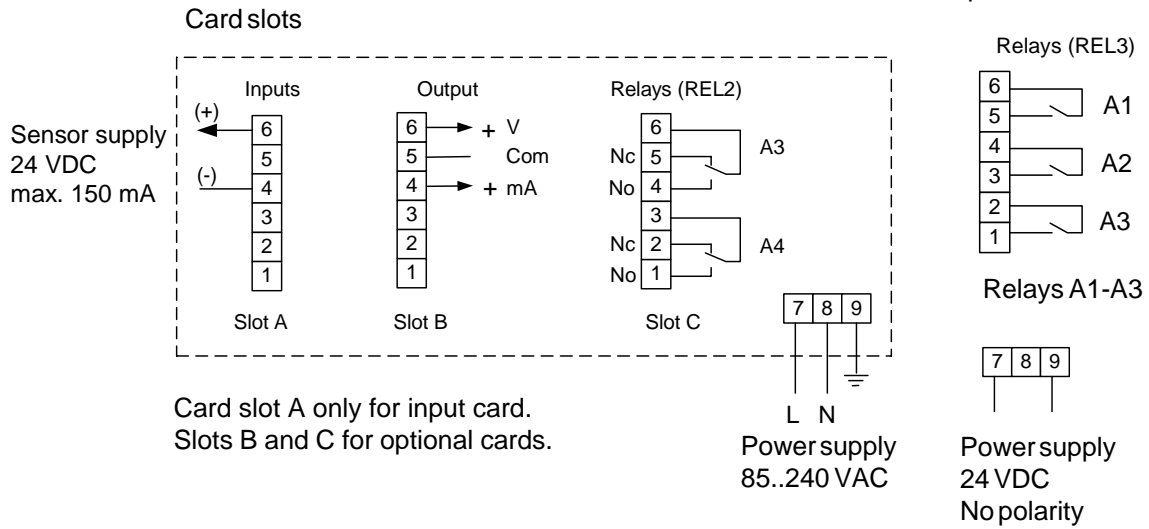 Card slots
Relays (REL3)
Inputs
Output
Relays (REL2)
Sensor supply
24 VDC
max. 150 mA
(+)
(-)
6
5
4
3
2
1
Slot A
6
5
4
3
2
1
+ V
Com
+ mA
Slot B
6
Nc 5
No 4
3
Nc 2
No 1
A3
A4
Slot C
7 8 9
L N
Power supply
85..240 VAC
6
5
4
3
2
1
A1
A2
A3
Relays A1-A3
7 8 9
Power supply
24 VDC
No polarity
Card slot A only for input card.
Slots B and C for optional cards.